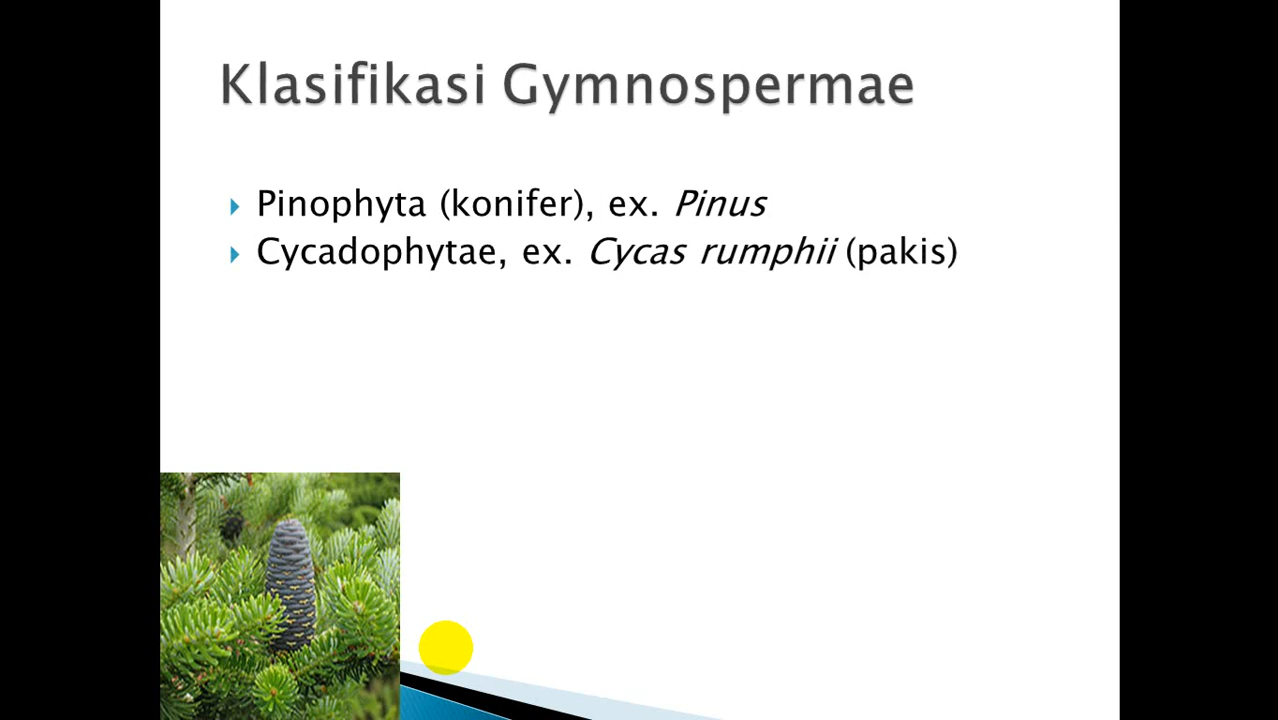 Klasifikasi Gymnospermae
Pinophyta (konifer), ex. Pinus
Cycadophytae, ex. Cycas rumphii (pakis)